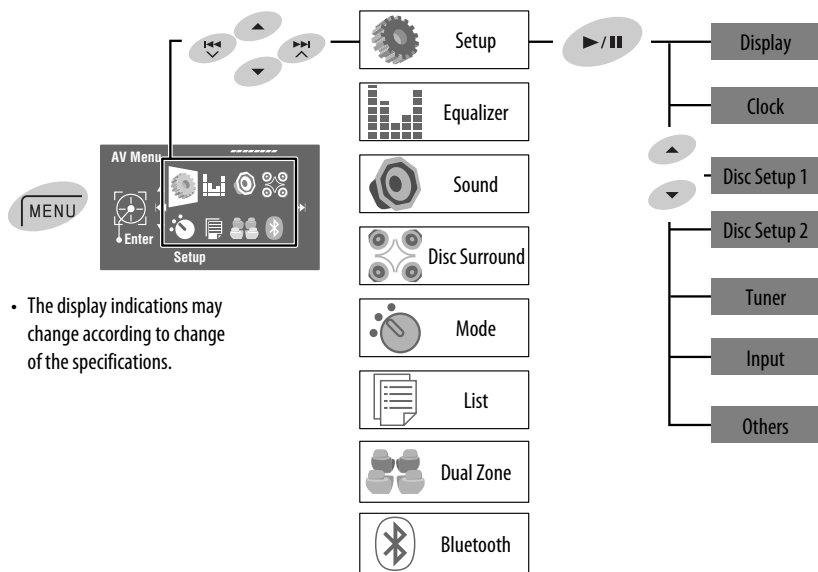 Setup
Equalizer
Sound
Disc Surround
Mode
List
Dual Zone
Bluetooth
Display
Clock
Disc Setup 1
Disc Setup 2
Tuner
Input
Others
MENU
AV Menu
Enter
Setup
• The display indications may
change according to change
of the specifications.